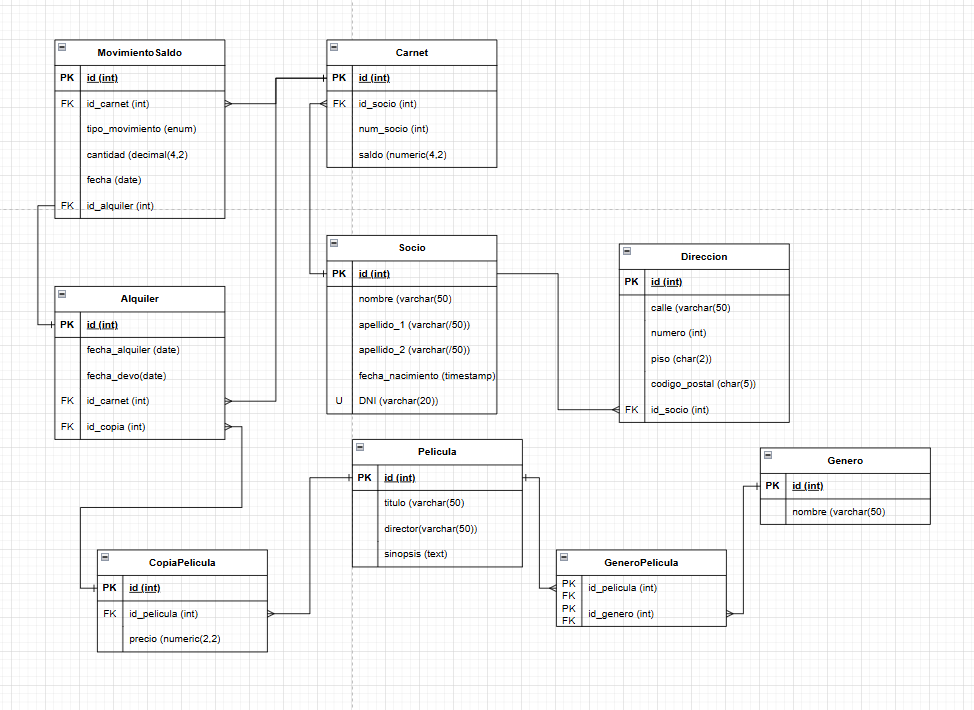 MovimientoSaldo
PK id (int)
FK id_carnet (int)
tipo_movimiento (enum)
cantidad (decimal(4,2)
fecha (date)
FK id_alquiler (int)
Carnet
PK id (int)
FK id_socio (int)
num_socio (int)
saldo (numeric(4,2)
Socio
PK id (int)
nombre (varchar(50)
apellido_1 (varchar(/50))
apellido_2 (varchar(/50))
fecha_nacimiento (timestamp)
U DNI (varchar(20))
Direccion
PK id (int)
calle (varchar(50)
numero (int)
piso (char(2))
codigo_postal (char(5))
FK id_socio (int)
Alquiler
PK id (int)
fecha_alquiler (date)
fecha_devo(date)
FK id_carnet (int)
FK id_copia (int)
Pelicula
PK id (int)
titulo (varchar(50)
director(varchar(50))
sinopsis (text)
Genero
PK id (int)
nombre (varchar(50)
CopiaPelicula
PK id (int)
FK id_pelicula (int)
precio (numeric(2,2)
GeneroPelicula
PK
FK id_pelicula (int)
PK
FK id_genero (int)